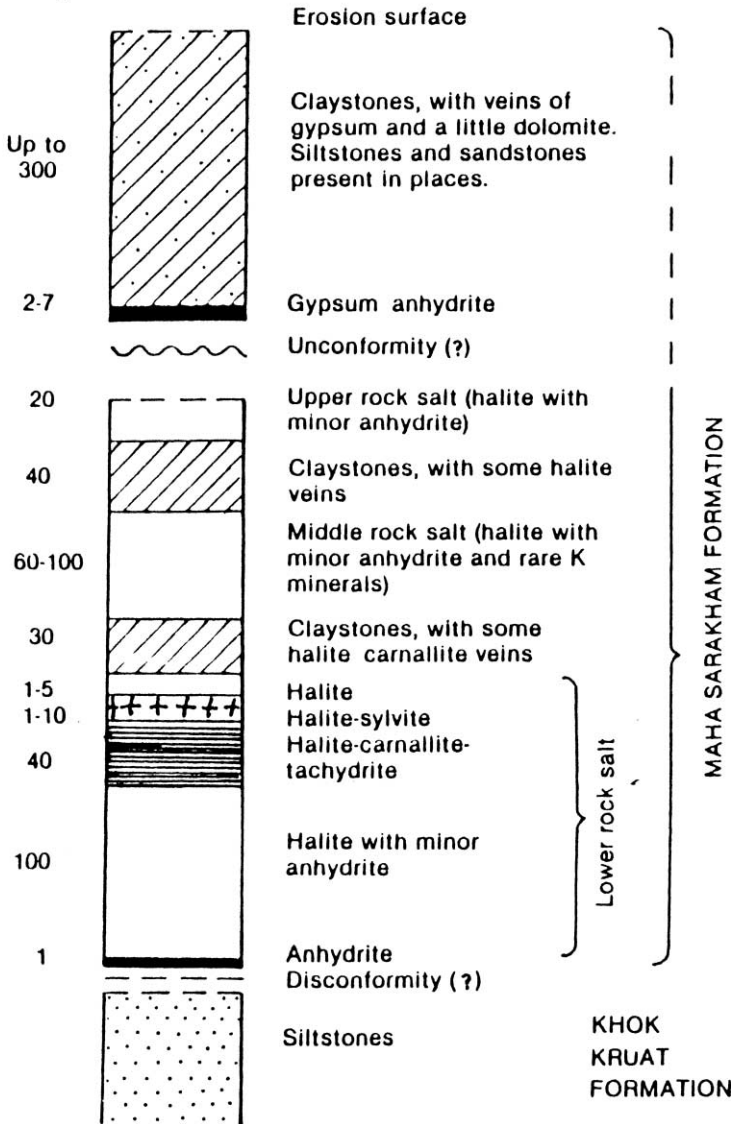 Erosion surface
Up to
300
Claystones, with veins of
gypsum and a little dolomite.
Siltstones and sandstones
present in places.
2-7
Gypsum anhydrite
Unconformity (?)
20
Upper rock salt (halite with
minor anhydrite)
40
Claystones, with some halite
veins
60-100
Middle rock salt (halite with
minor anhydrite and rare K
minerals)
30
Claystones, with some
halite carnallite veins
1-5
Halite
1-10
Halite-sylvite
40
Halite-carnallite-
tachydrite
100
Halite with minor
anhydrite
1
Anhydrite
Disconformity (?)
Siltstones
Lower rock salt
MAHA SARAKHAM FORMATION
KHOK
KRUAT
FORMATION